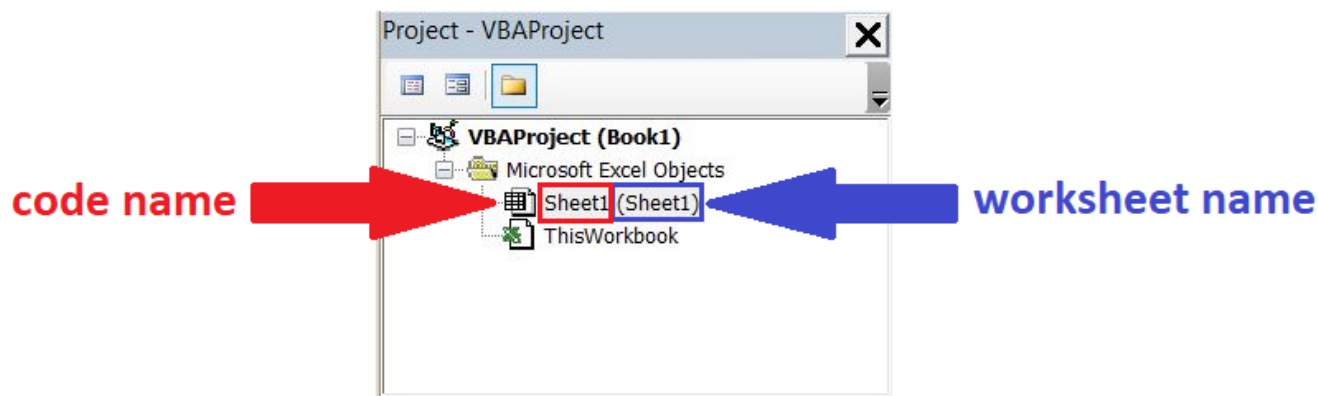 Project - VBAProject
VBAProject (Book1)
Microsoft Excel Objects
code name
Sheet1 (Sheet1)
worksheet name
ThisWorkbook